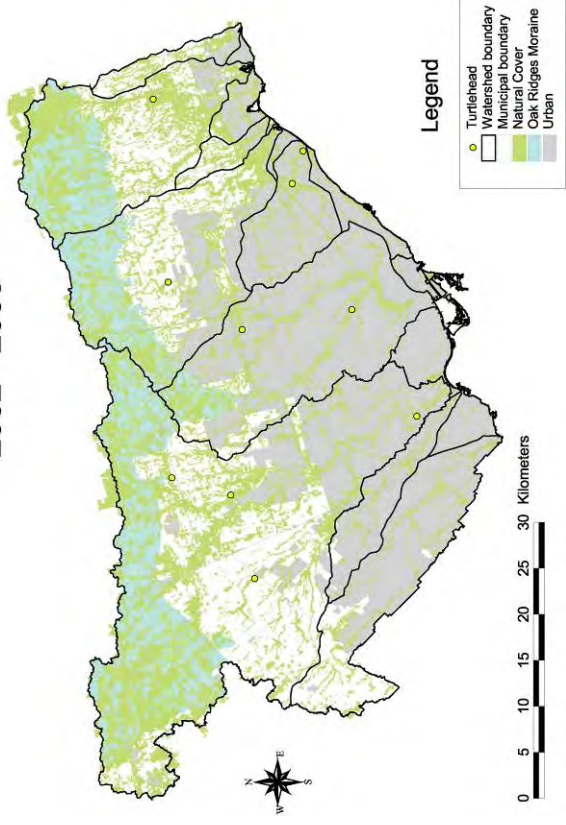 N
W E
S
0 5 10 15 20 25 30 Kilometers
Legend
Turtlehead
Watershed boundary
Municipal boundary
Natural Cover
Oak Ridges Moraine
Urban